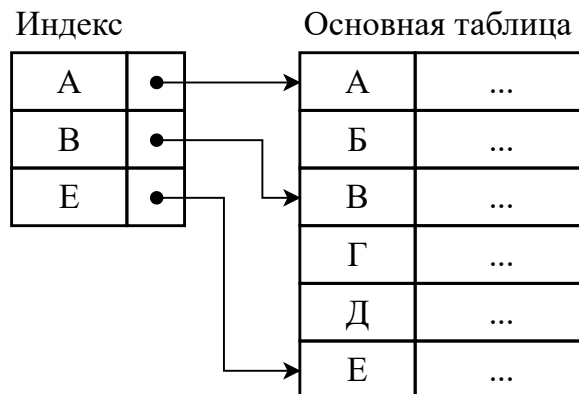 Индекс Основная таблица
А А ...
В Б ...
Е В ...
Г ...
Д ...
Е ...